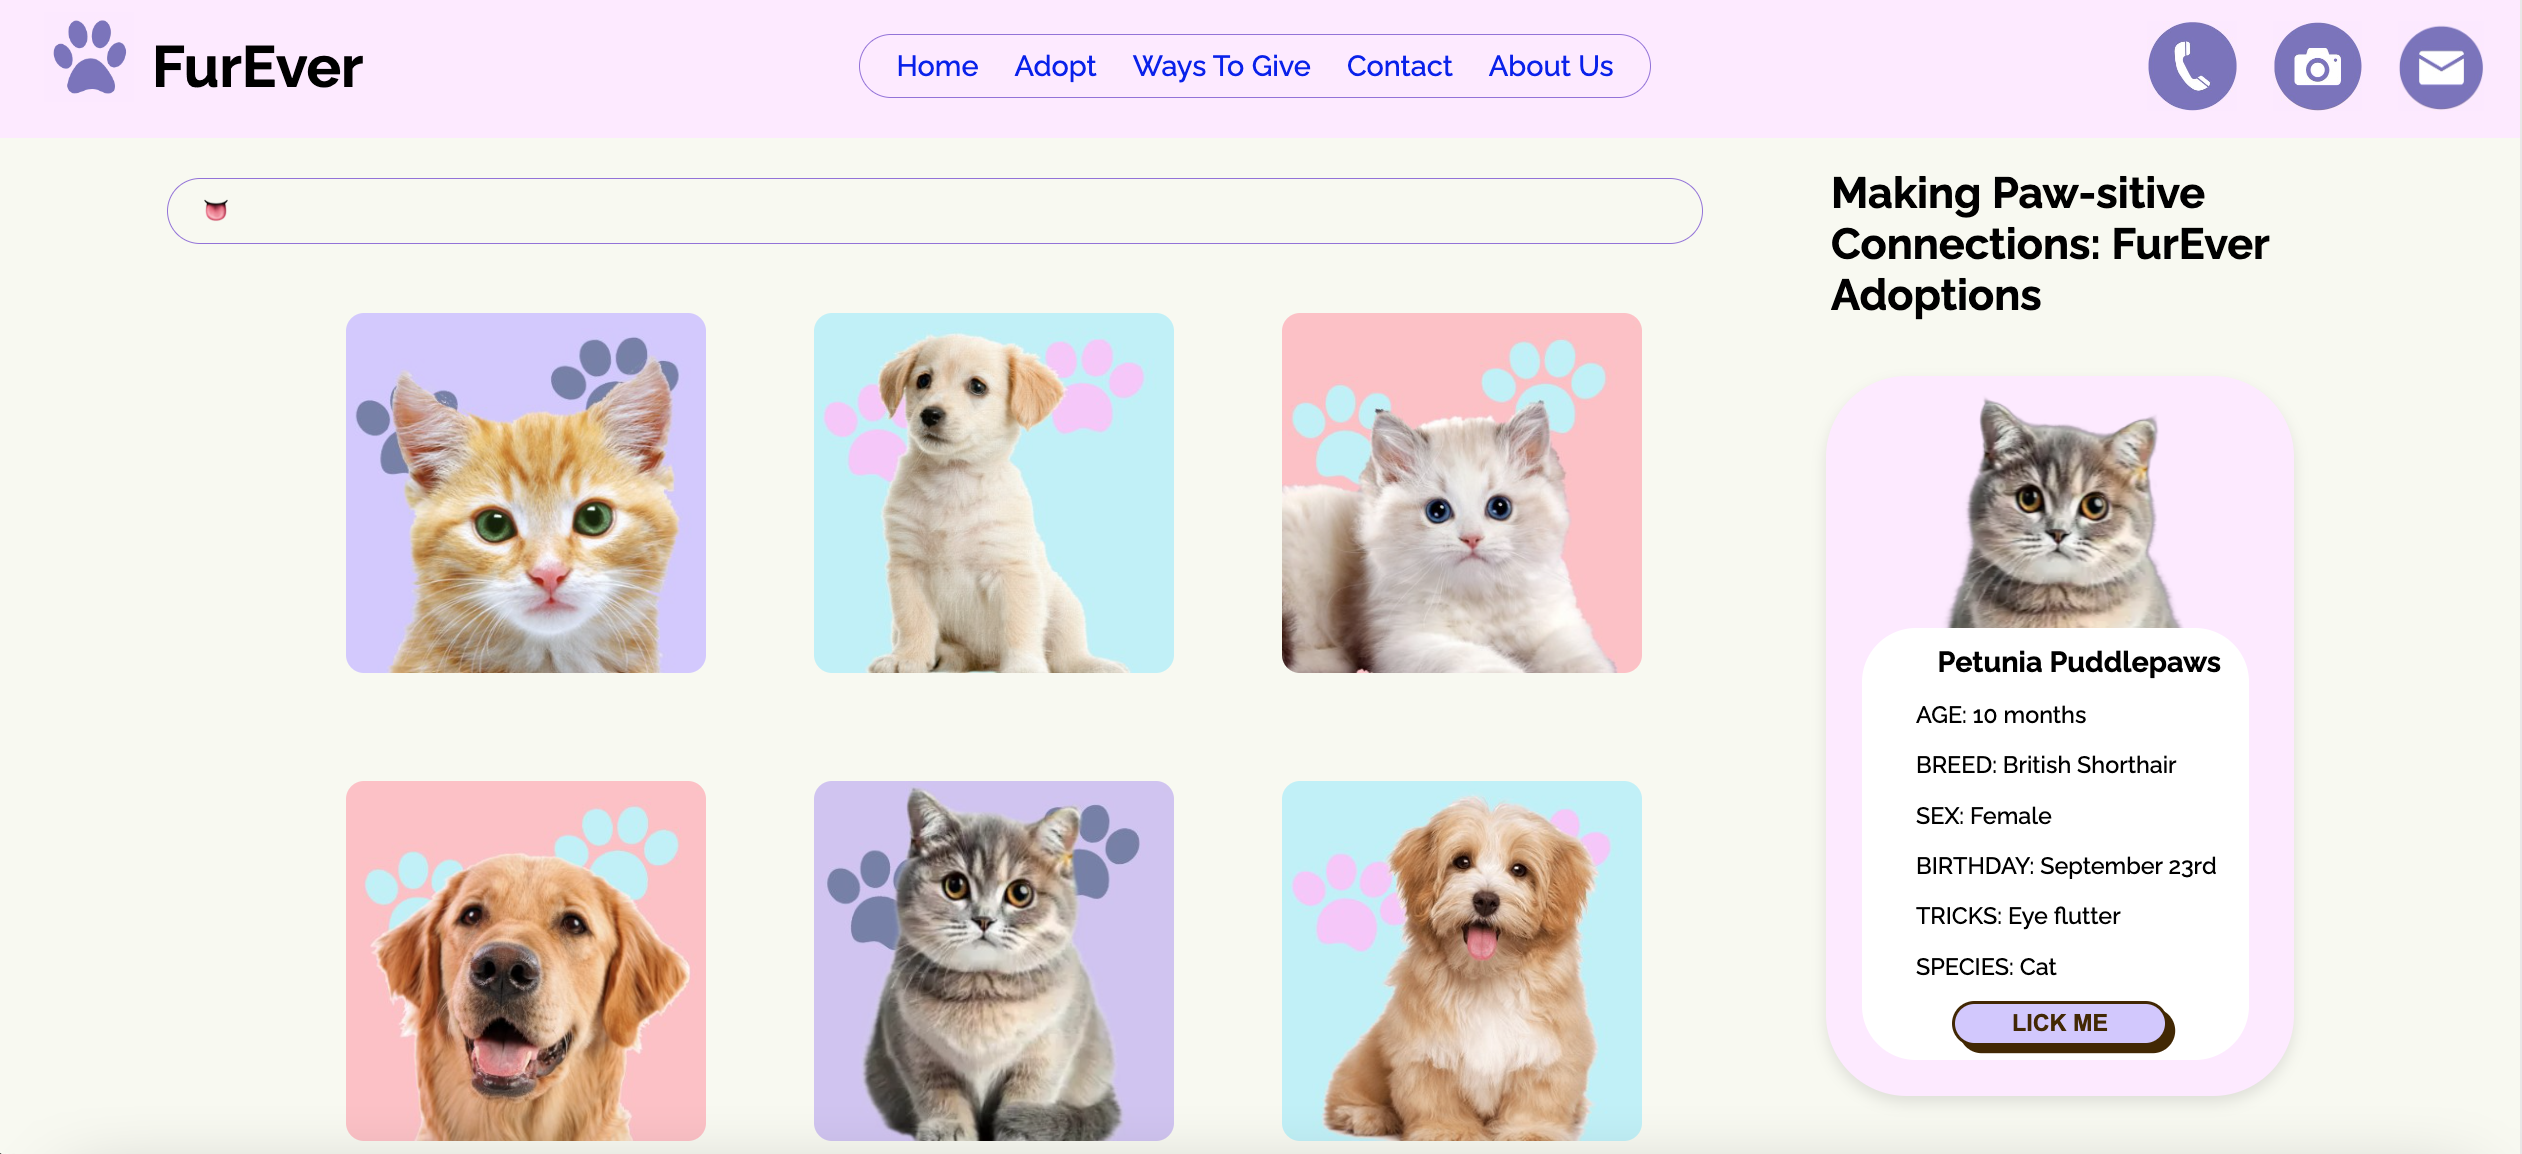 FurEver
Home Adopt Ways To Give Contact About Us
👅
Making Paw-sitive
Connections: FurEver
Adoptions
Petunia Puddlepaws
AGE: 10 months
BREED: British Shorthair
SEX: Female
BIRTHDAY: September 23rd
TRICKS: Eye flutter
SPECIES: Cat
LICK ME